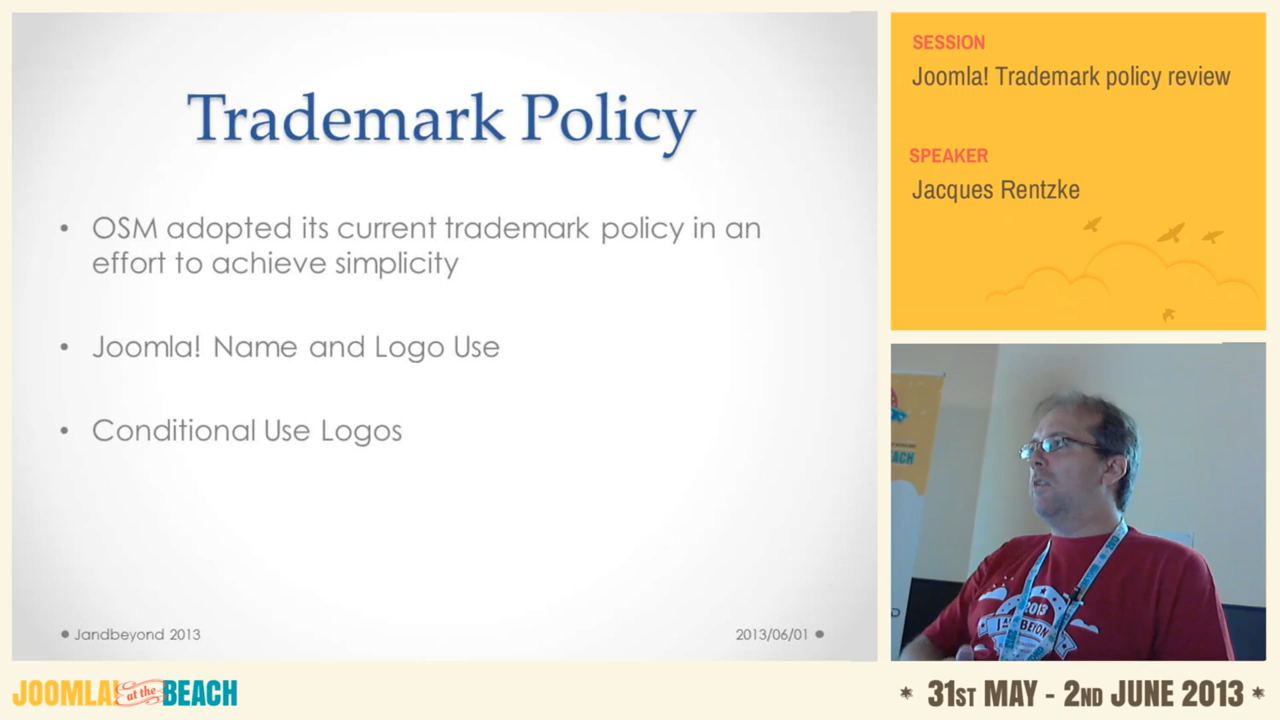 Trademark Policy
• OSM adopted its current trademark policy in an
effort to achieve simplicity
• Joomla! Name and Logo Use
• Conditional Use Logos
• Jandbeyond 2013
2013/06/01 •
SESSION
Joomla! Trademark policy review
SPEAKER
Jacques Rentzke
ACH
2013
JOOMLA! at the BEACH
* 31ST MAY - 2ND JUNE 2013 *